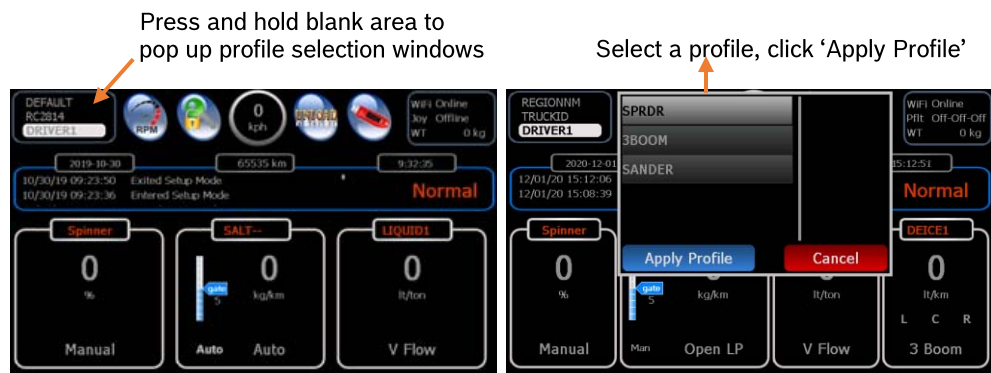 Press and hold blank area to
pop up profile selection windows
Select a profile, click ‘Apply Profile’
DEFAULT
RC2814
DRIVER1
RPM
0
kph
UNICOLD
WiFi Online
Joy Offline
WT 0 kg
2019-10-30
65535 km
9:32:35
10/30/19 09:23:50 Exited Setup Mode
10/30/19 09:23:36 Entered Setup Mode
Normal
Spinner
0
%
Manual
SALT--
gate
5
0
kg/km
Auto
Auto
LIQUID1
0
lt/ton
V Flow
REGIONNM
TRUCKID
DRIVER1
SPRDR
3BOOM
SANDER
Apply Profile
Cancel
WiFi Online
Pflt Off-Off-Off
WT 0 kg
2020-12-01
15:12:51
12/01/20 15:12:06
12/01/20 15:08:39
Normal
Spinner
0
%
Manual
gate
5
kg/km
Man
Open LP
lt/ton
V Flow
DEICE1
0
lt/km
L C R
3 Boom